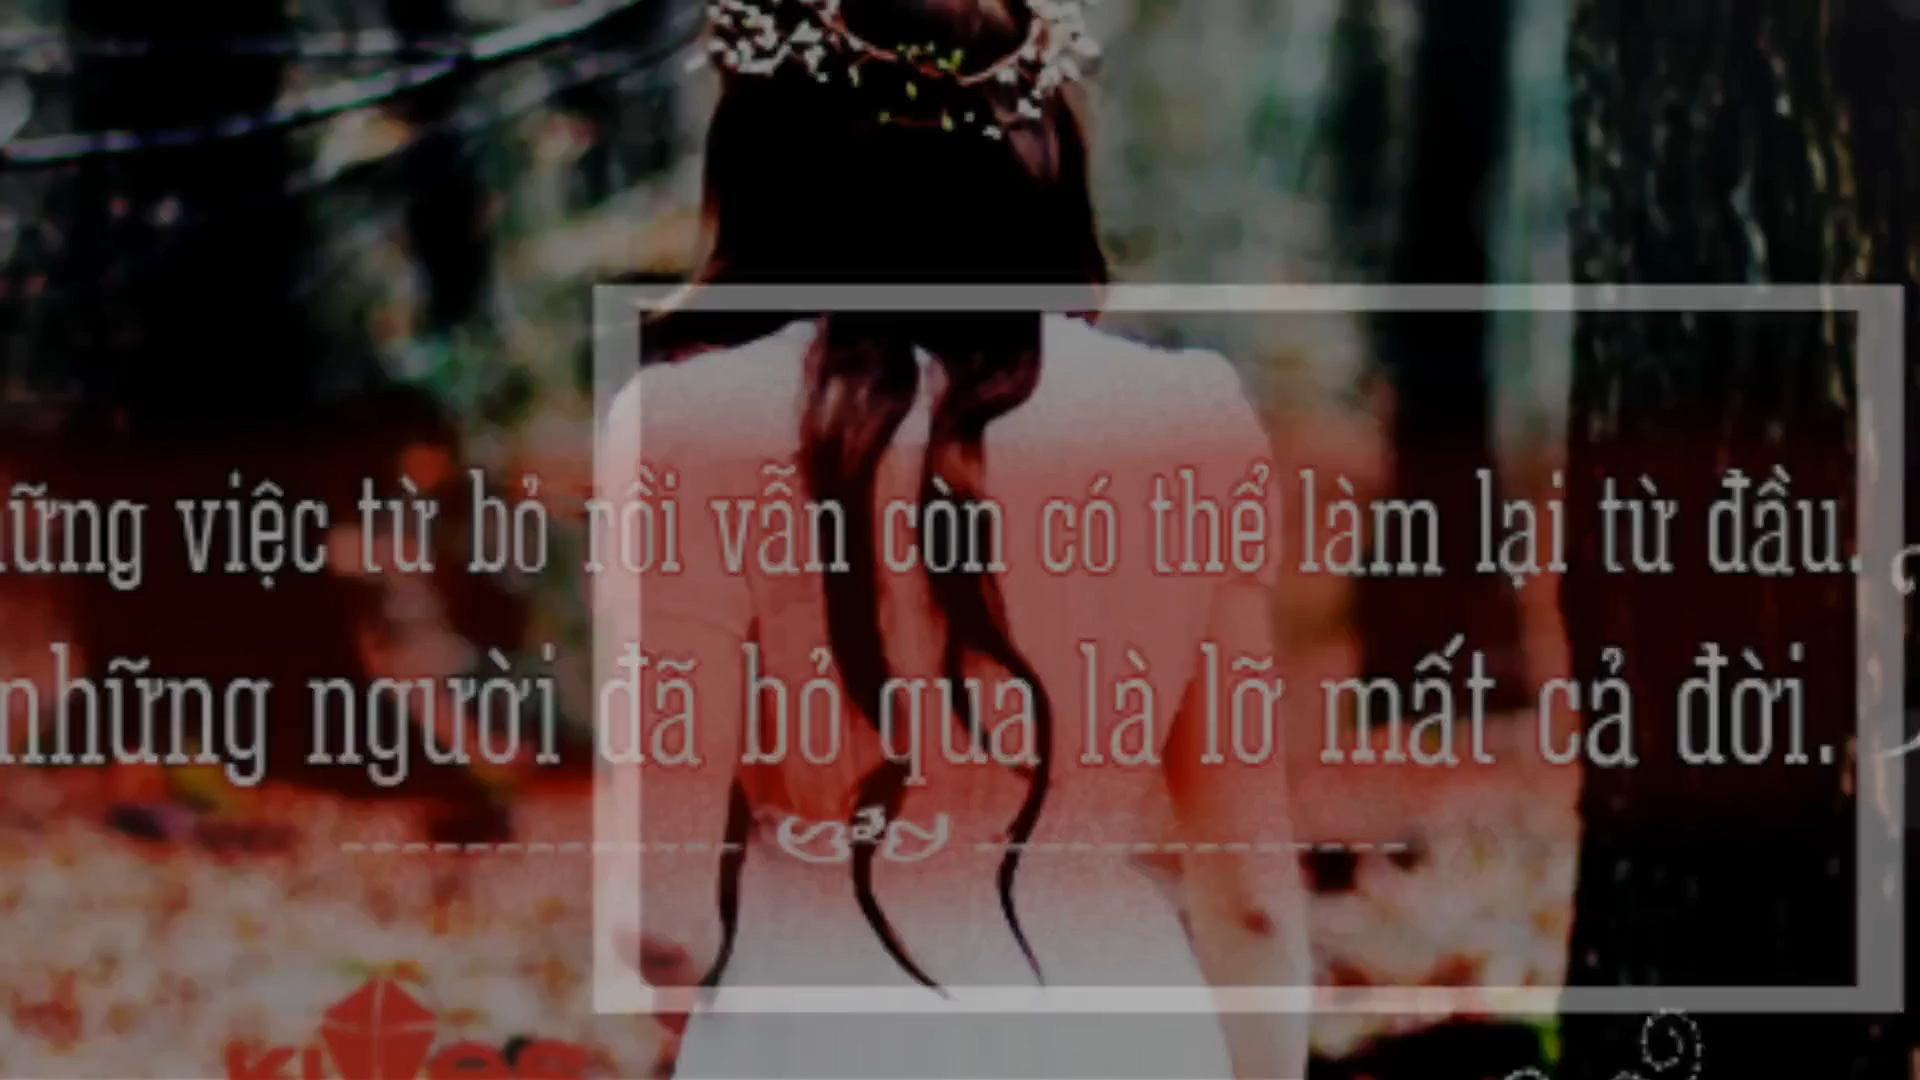 ững việc từ bỏ rồi vẫn còn có thể làm lại từ đầu.
những người đã bỏ qua là lỡ mất cả đời.